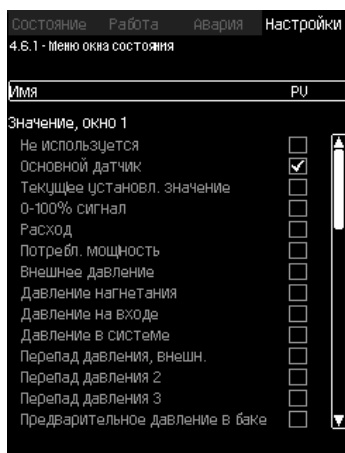 Состояние Работа Авария Настройки
4.6.1 - Меню окна состояния
Имя PV
Значение, окно 1
Не используется
Основной датчик
Текущее установл. значение
0-100% сигнал
Расход
Потребл. мощность
Внешнее давление
Давление нагнетания
Давление на входе
Давление в системе
Перепад давления, внешн.
Перепад давления 2
Перепад давления 3
Предварительное давление в баке